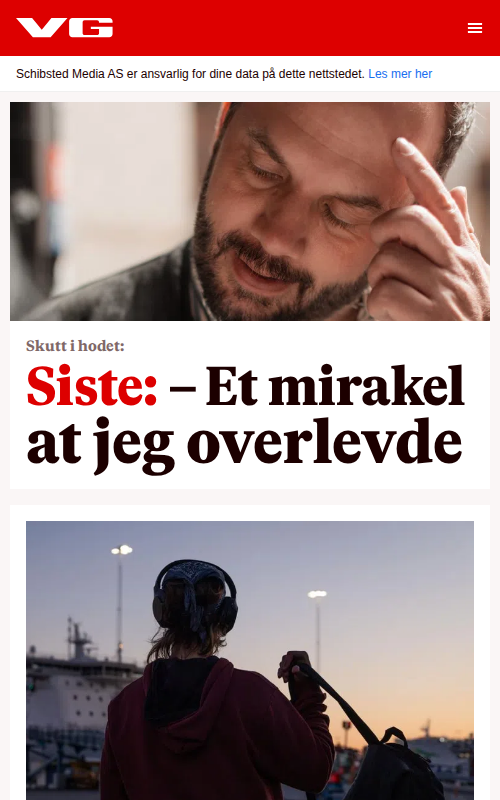 VG
Schibsted Media AS er ansvarlig for dine data på dette nettstedet. Les mer her
Skutt i hodet:
Siste: – Et mirakel
at jeg overlevde